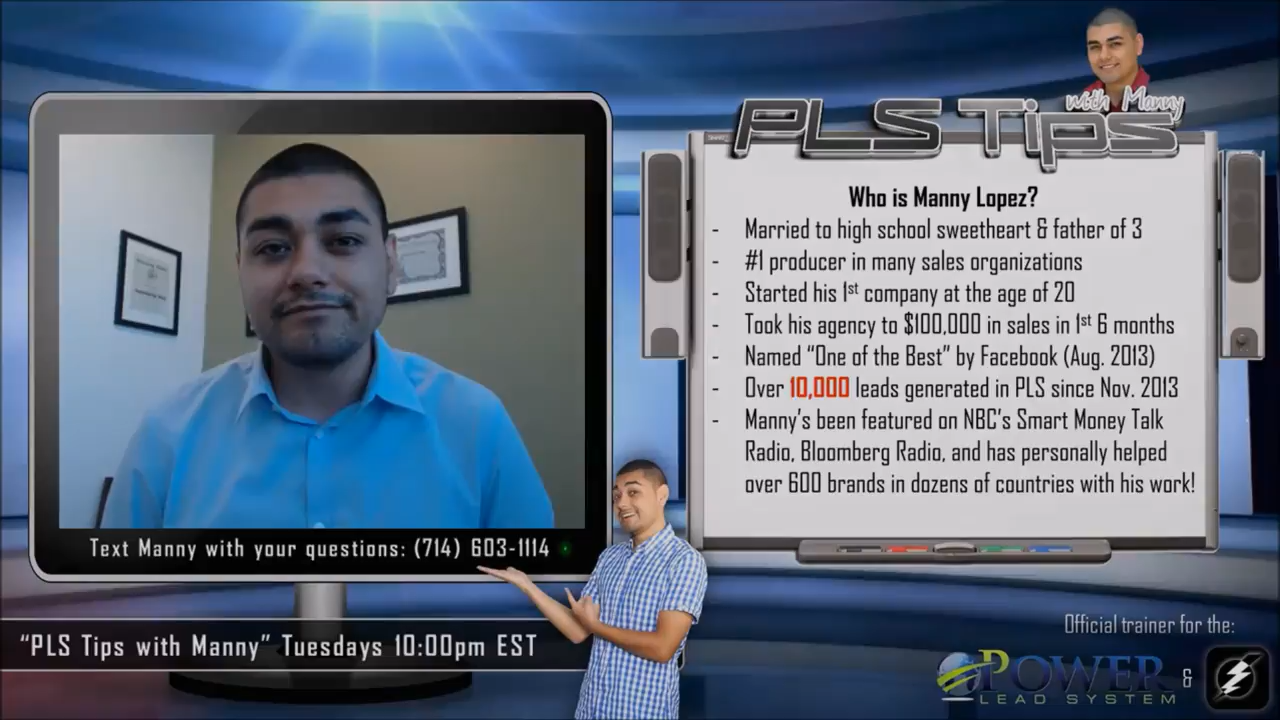 with Manny
PLS Tips
Who is Manny Lopez?
- Married to high school sweetheart & father of 3
- #1 producer in many sales organizations
- Started his 1st company at the age of 20
- Took his agency to $100,000 in sales in 1st 6 months
- Named “One of the Best” by Facebook (Aug. 2013)
- Over 10,000 leads generated in PLS since Nov. 2013
- Manny's been featured on NBC's Smart Money Talk
Radio, Bloomberg Radio, and has personally helped
over 600 brands in dozens of countries with his work!
Text Manny with your questions: (714) 603-1114
“PLS Tips with Manny” Tuesdays 10:00pm EST
Official trainer for the:
POWER &
LEAD SYSTEM